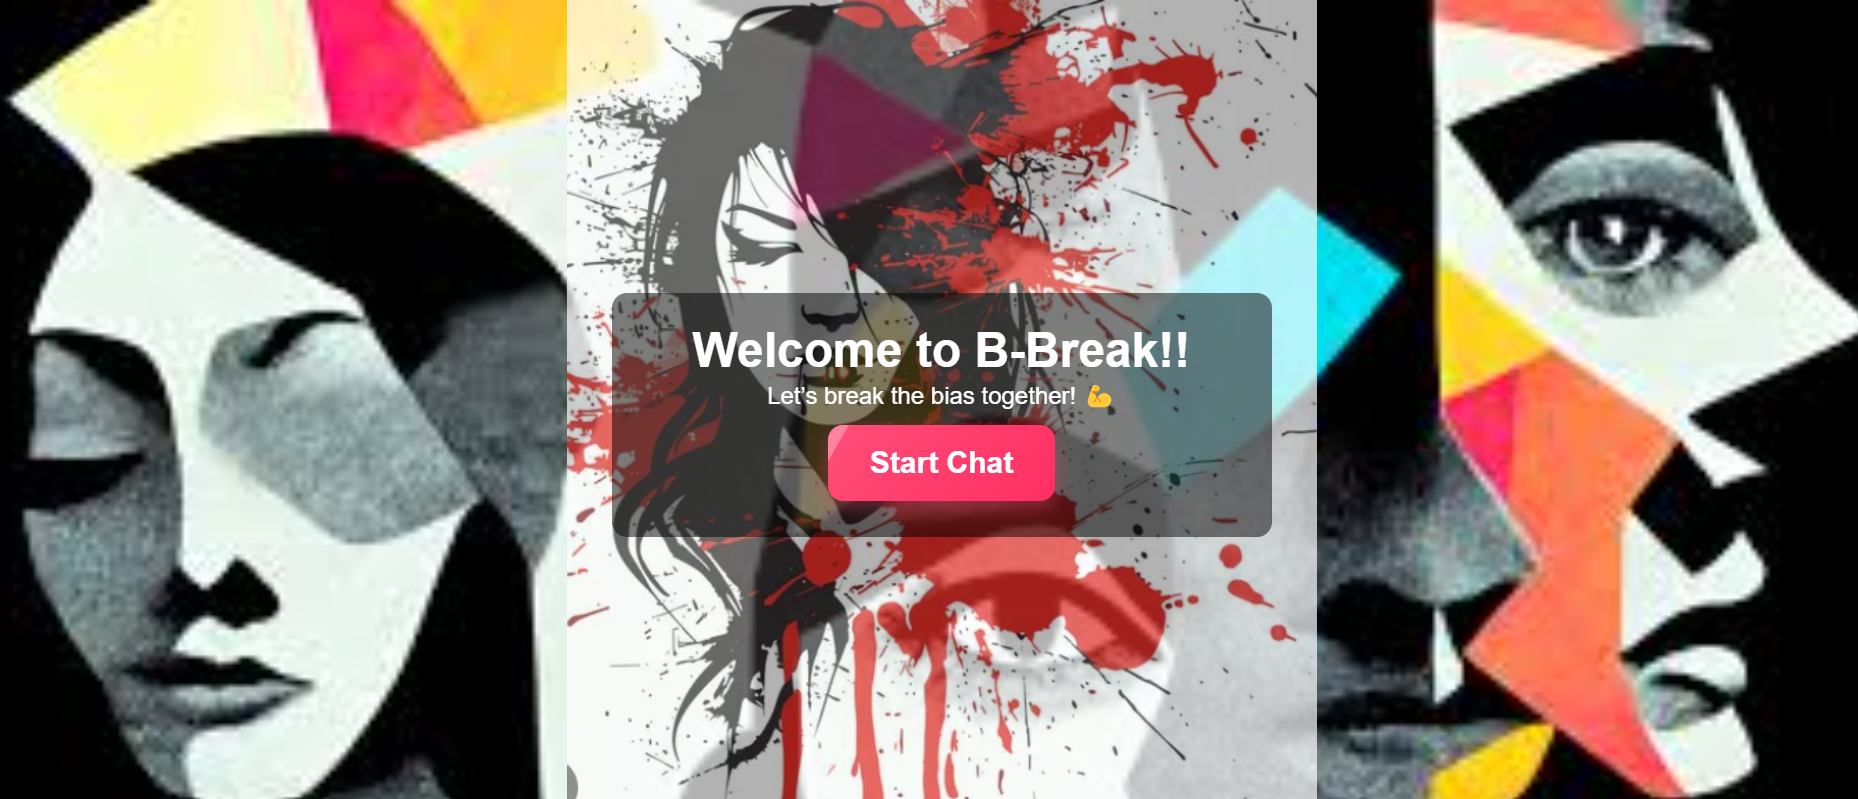 Welcome to B-Break!!
Let’s break the bias together! 💪
Start Chat